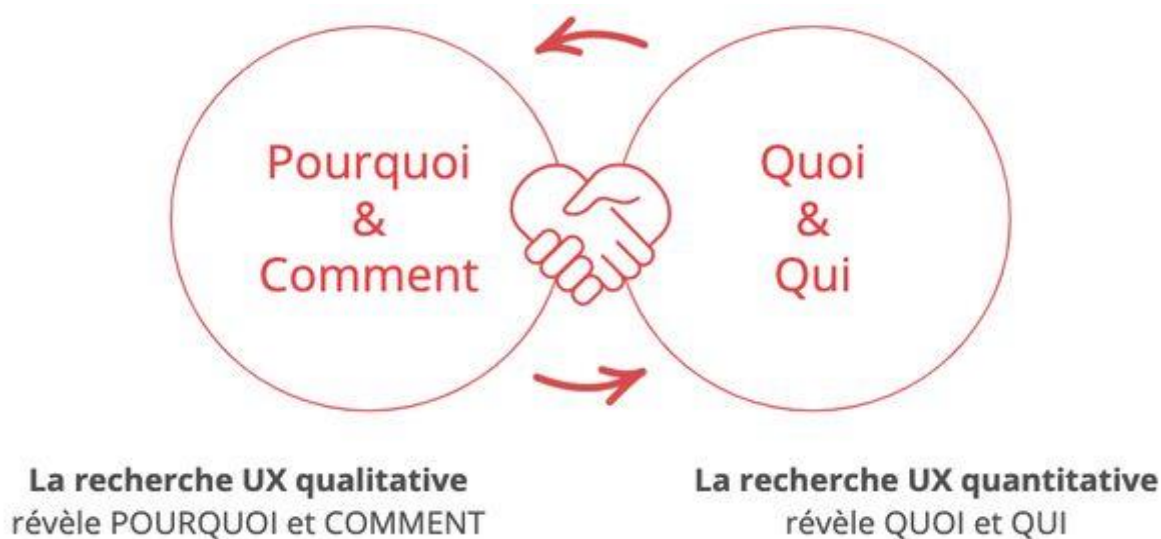 Pourquoi
&
Comment
Quoi
&
Qui
La recherche UX qualitative
révèle POURQUOI et COMMENT
La recherche UX quantitative
révèle QUOI et QUI